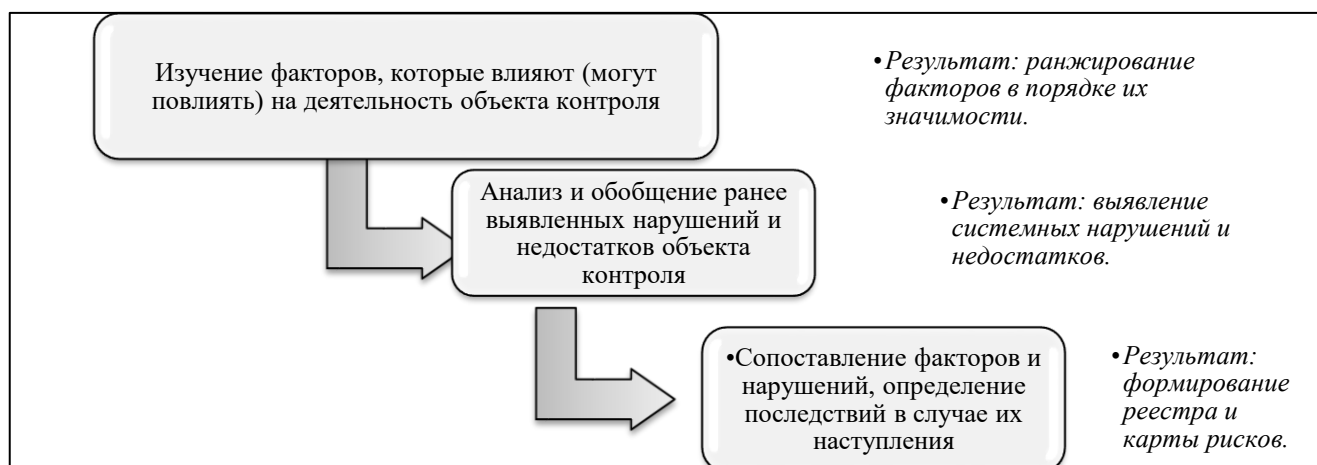 Изучение факторов, которые влияют (могут
повлиять) на деятельность объекта контроля
•Результат: ранжирование
факторов в порядке их
значимости.
Анализ и обобщение ранее
выявленных нарушений и
недостатков объекта
контроля
•Результат: выявление
системных нарушений и
недостатков.
•Сопоставление факторов и
нарушений, определение
последствий в случае их
наступления
•Результат:
формирование
реестра и
карты рисков.